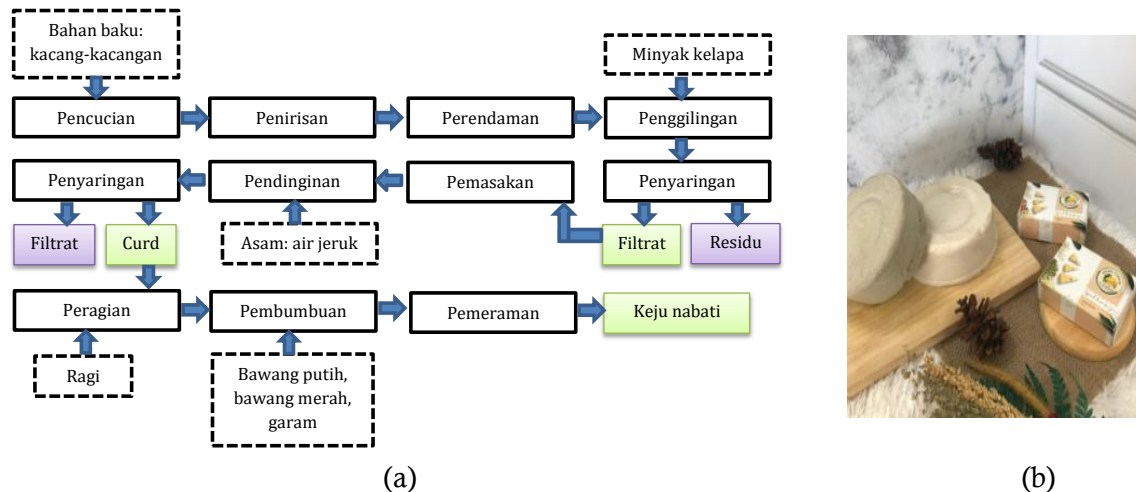 Bahan baku:
kacang-kacangan
Minyak kelapa
Pencucian
Penirisan
Perendaman
Penggilingan
Penyaringan
Pendinginan
Pemasakan
Penyaringan
Filtrat
Curd
Asam: air jeruk
Filtrat
Residu
Peragian
Pembumbuan
Pemeraman
Keju nabati
Ragi
Bawang putih,
bawang merah,
garam
(a)
(b)